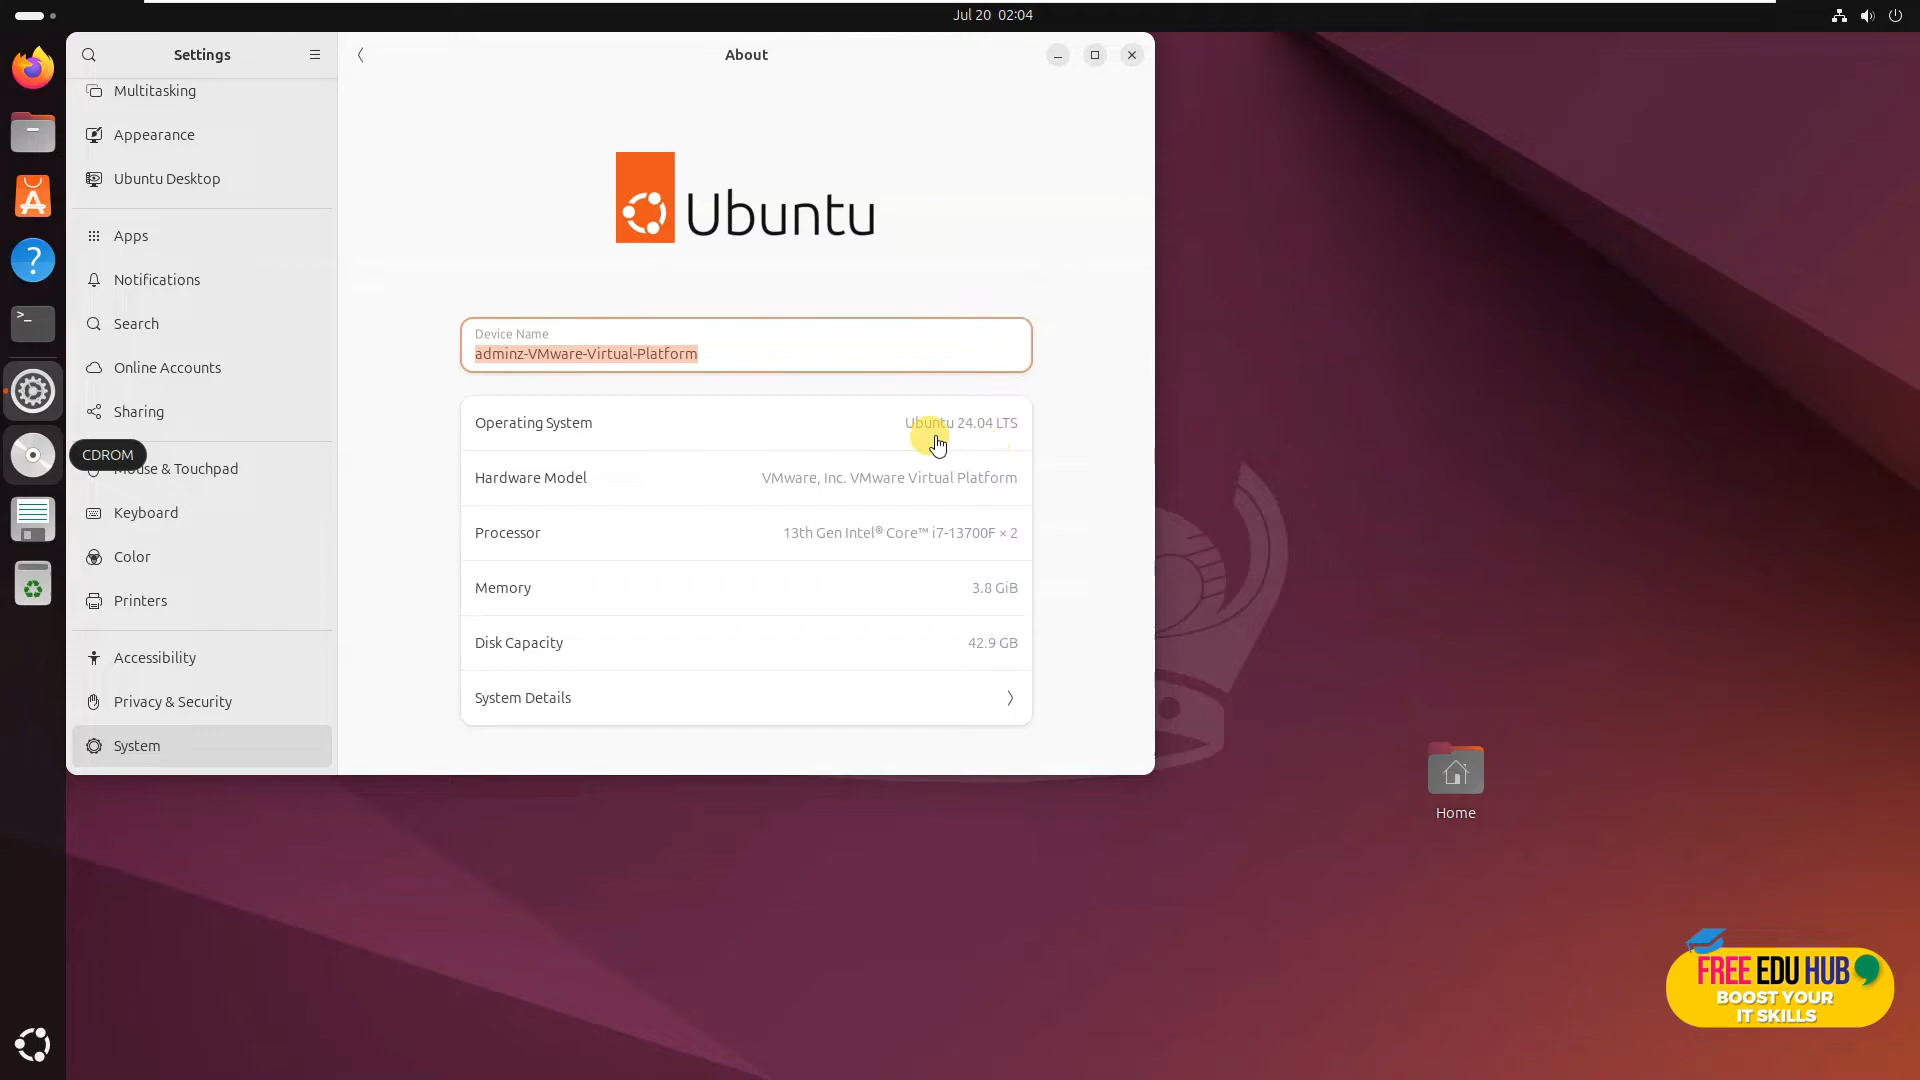 Jul 20 02:04
Settings
About
Multitasking
Appearance
Ubuntu Desktop
Apps
Notifications
Search
Online Accounts
Sharing
CDROM
Mouse & Touchpad
Keyboard
Color
Printers
Accessibility
Privacy & Security
System
Ubuntu
Device Name
adminz-VMware-Virtual-Platform
Operating System
Ubuntu 24.04 LTS
Hardware Model
VMware, Inc. VMware Virtual Platform
Processor
13th Gen Intel® Core™ i7-13700F × 2
Memory
3.8 GiB
Disk Capacity
42.9 GB
System Details
Home
FREE EDU HUB
BOOST YOUR
IT SKILLS